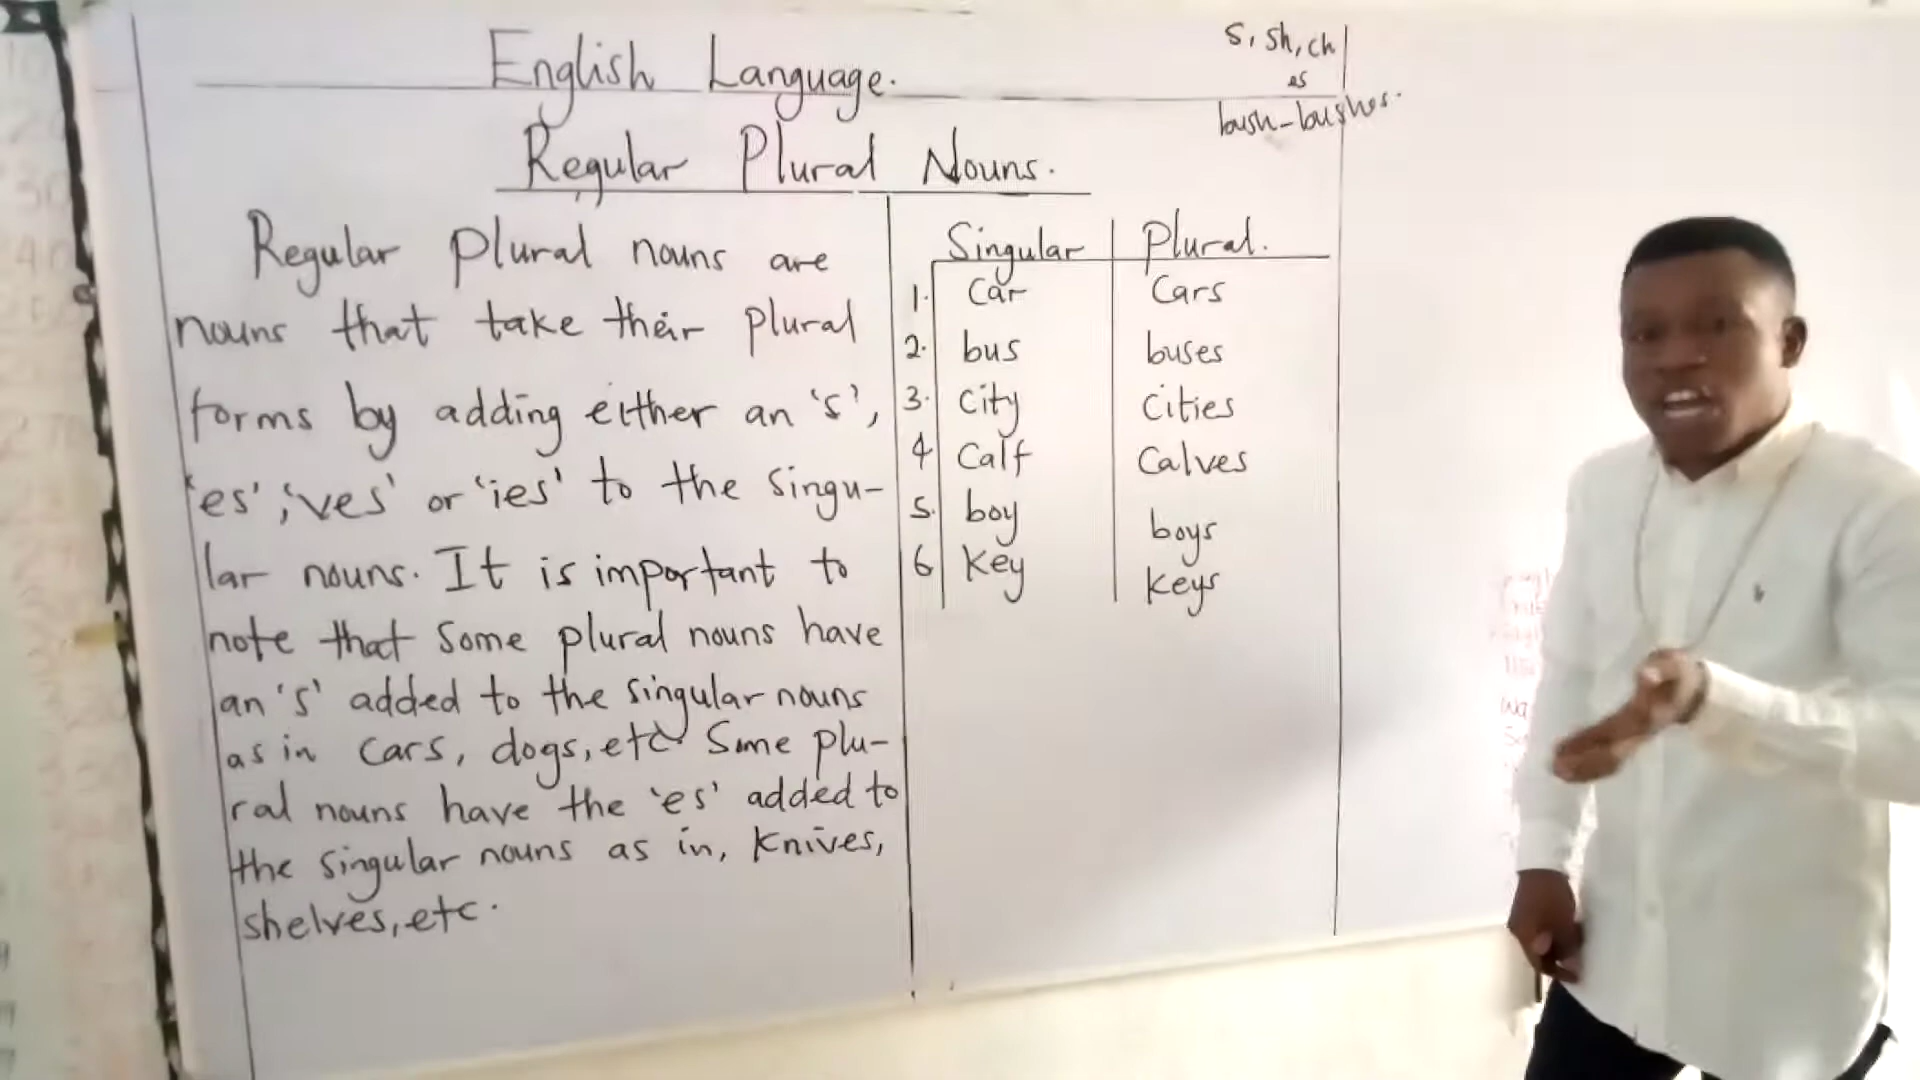 English Language.
s, sh, ch
es
bush-bushes.
Regular Plural Nouns.
Regular plural nouns are
nouns that take their plural
forms by adding either an 's',
'es', 'ves' or 'ies' to the singu-
lar nouns. It is important to
note that some plural nouns have
an 's' added to the singular nouns
as in cars, dogs, etc. Some plu-
ral nouns have the 'es' added to
the singular nouns as in, knives,
shelves, etc.
Singular Plural.
1. Car Cars
2. bus buses
3. City Cities
4 Calf Calves
5. boy boys
6 Key Keys